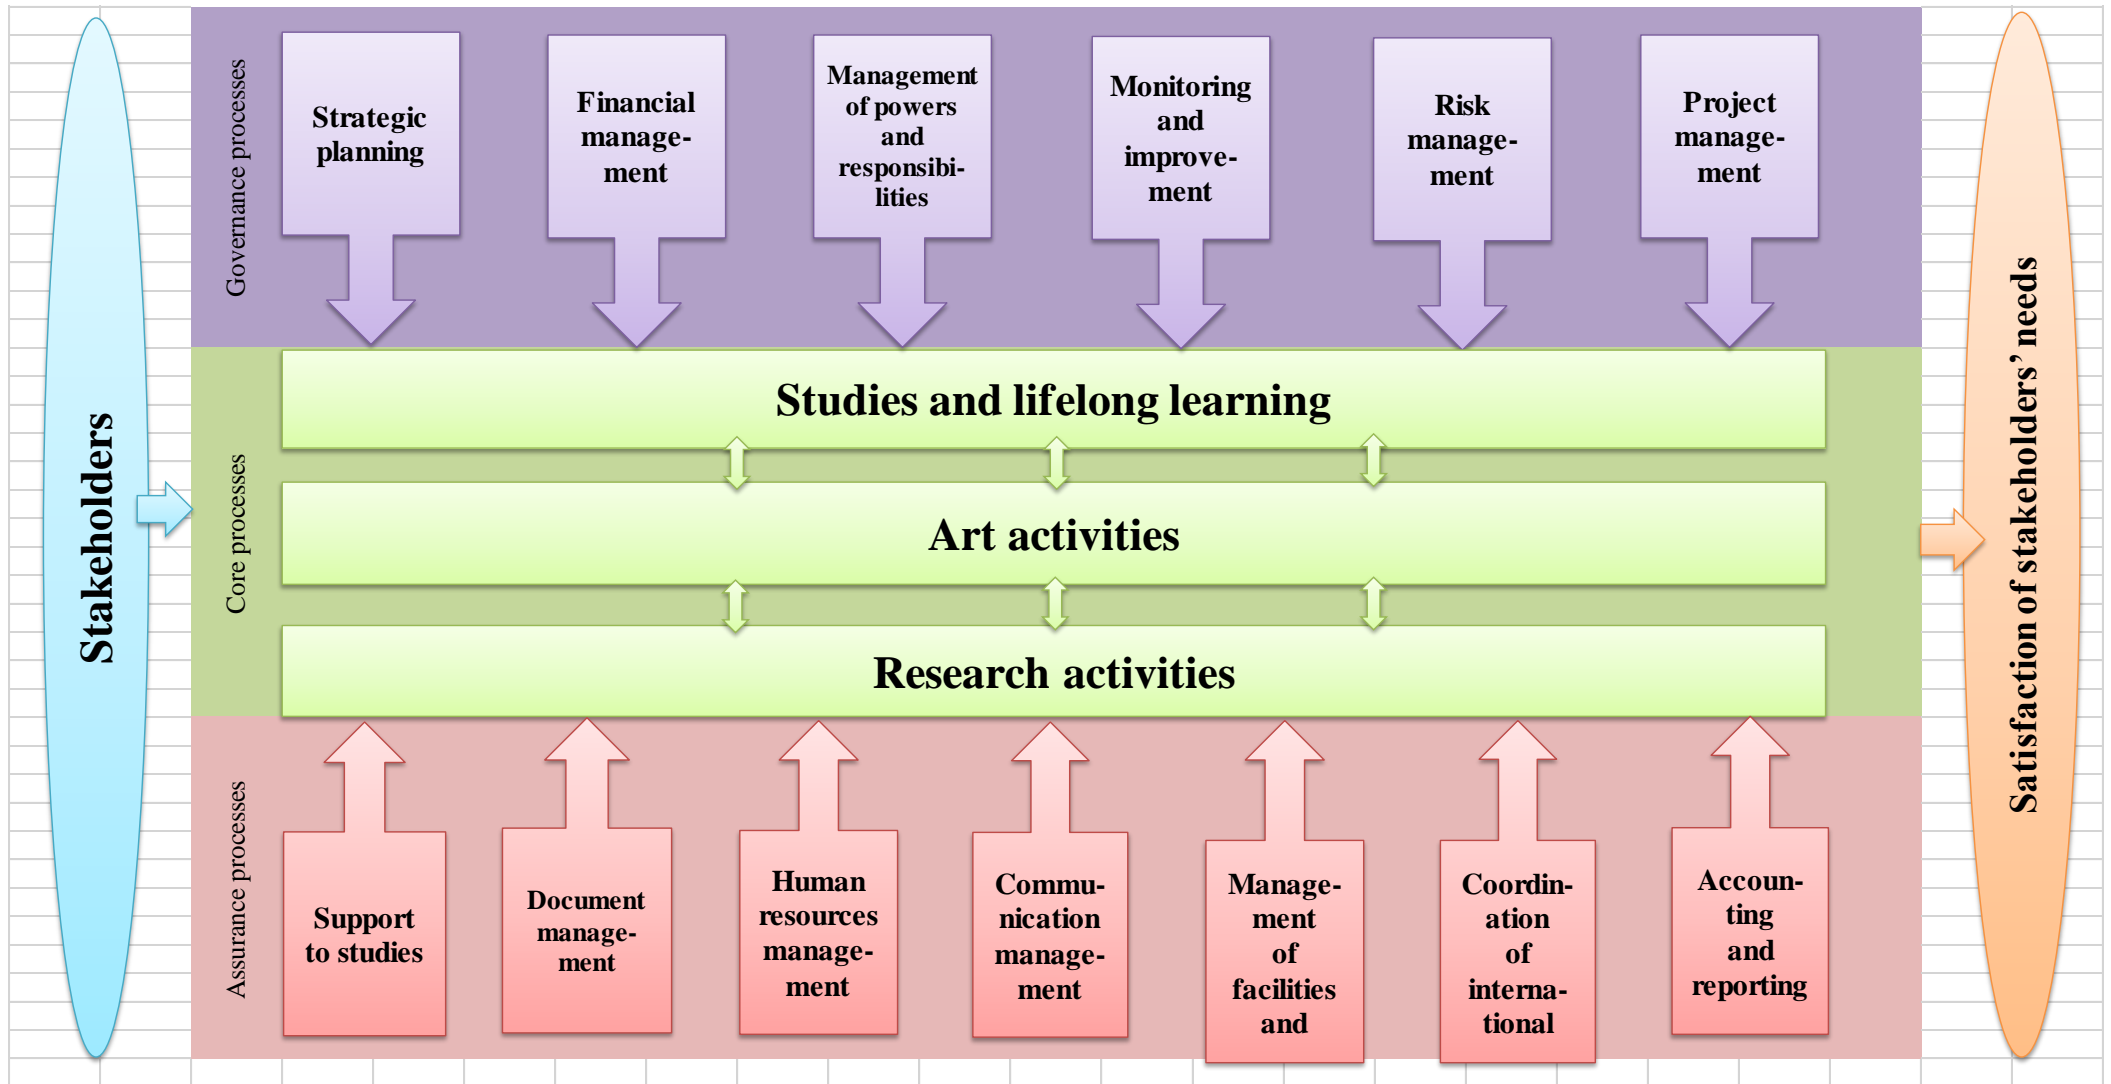 Stakeholders
Governance processes
Strategic
planning
Financial
manage-
ment
Management
of powers
and
responsibi-
lities
Monitoring
and
improve-
ment
Risk
manage-
ment
Project
manage-
ment
Core processes
Studies and lifelong learning
Art activities
Research activities
Assurance processes
Support
to studies
Document
manage-
ment
Human
resources
manage-
ment
Commu-
nication
manage-
ment
Manage-
ment
of
facilities
and
Coordin-
ation
of
interna-
tional
Accoun-
ting
and
reporting
Satisfaction of stakeholders’ needs